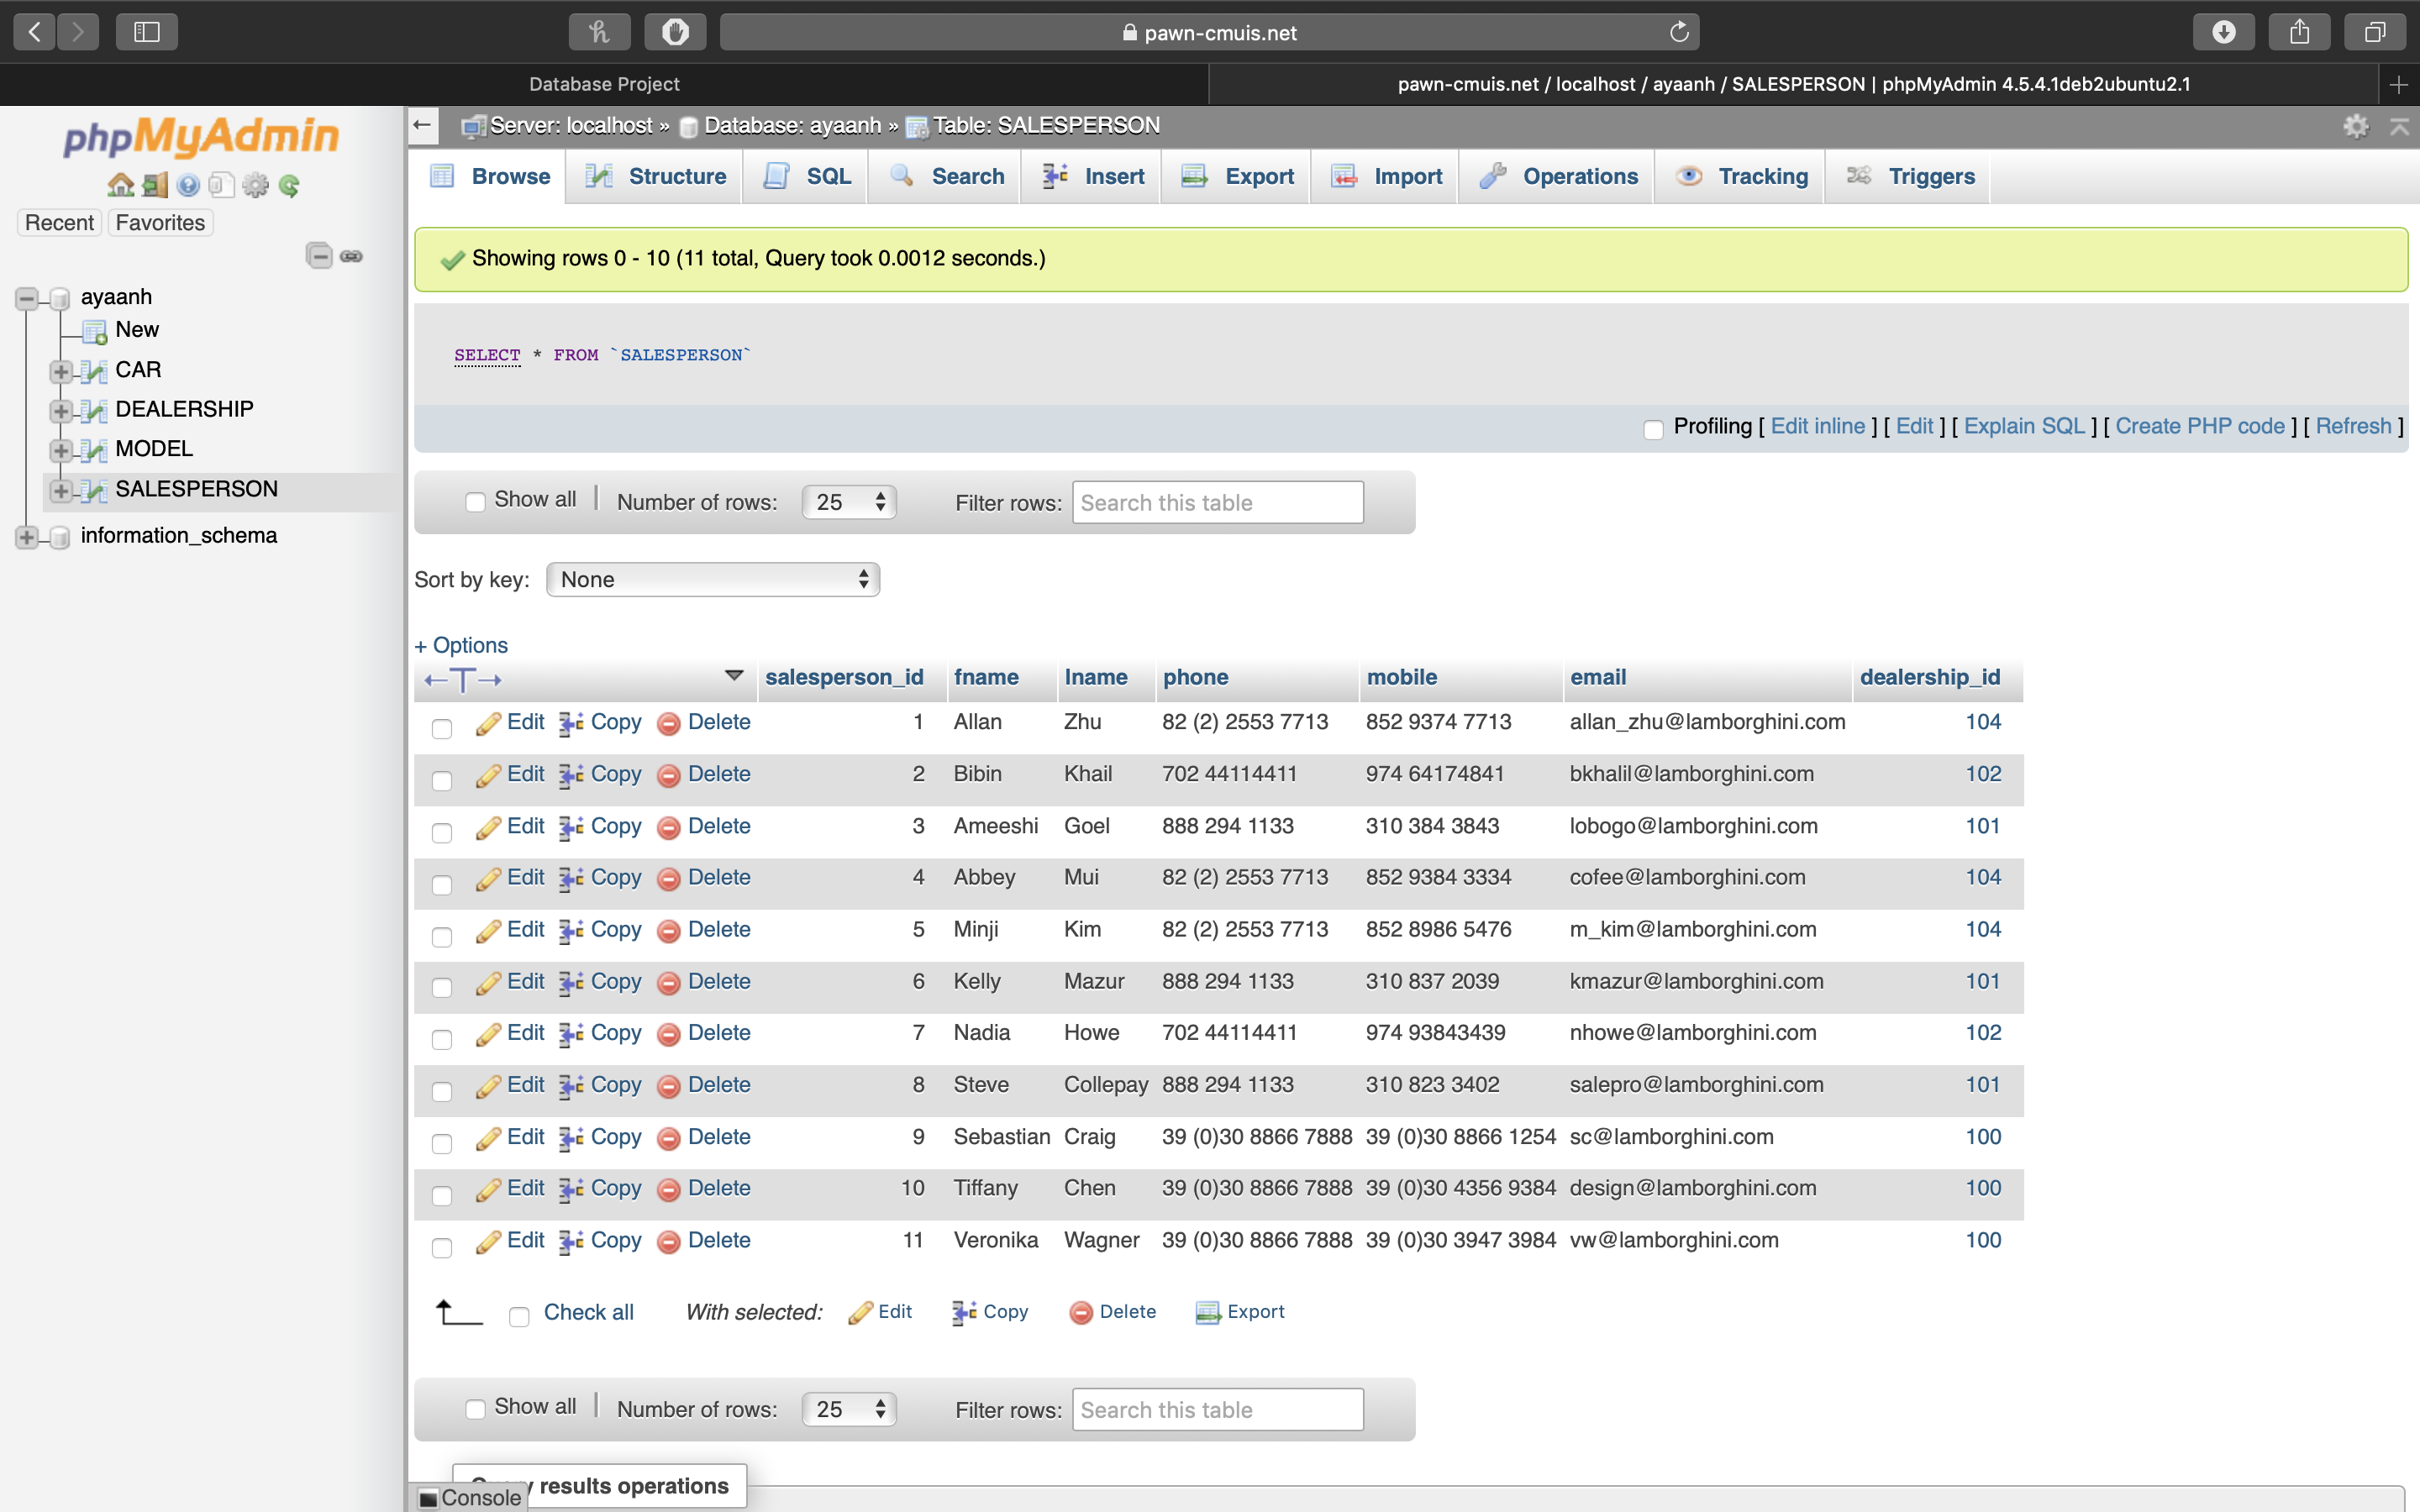 pawn-cmuis.net
Database Project
pawn-cmuis.net / localhost / ayaanh / SALESPERSON | phpMyAdmin 4.5.4.1deb2ubuntu2.1
phpMyAdmin
Recent Favorites
ayaanh
New
CAR
DEALERSHIP
MODEL
SALESPERSON
information_schema
Server: localhost » Database: ayaanh » Table: SALESPERSON
Browse Structure SQL Search Insert Export Import Operations Tracking Triggers
Showing rows 0 - 10 (11 total, Query took 0.0012 seconds.)
SELECT * FROM `SALESPERSON`
Profiling [ Edit inline ] [ Edit ] [ Explain SQL ] [ Create PHP code ] [ Refresh ]
Show all | Number of rows: 25 Filter rows: Search this table
Sort by key: None
+ Options
←T→ salesperson_id fname lname phone mobile email dealership_id
Edit Copy Delete 1 Allan Zhu 82 (2) 2553 7713 852 9374 7713 allan_zhu@lamborghini.com 104
Edit Copy Delete 2 Bibin Khail 702 44114411 974 64174841 bkhalil@lamborghini.com 102
Edit Copy Delete 3 Ameeshi Goel 888 294 1133 310 384 3843 lobogo@lamborghini.com 101
Edit Copy Delete 4 Abbey Mui 82 (2) 2553 7713 852 9384 3334 cofee@lamborghini.com 104
Edit Copy Delete 5 Minji Kim 82 (2) 2553 7713 852 8986 5476 m_kim@lamborghini.com 104
Edit Copy Delete 6 Kelly Mazur 888 294 1133 310 837 2039 kmazur@lamborghini.com 101
Edit Copy Delete 7 Nadia Howe 702 44114411 974 93843439 nhowe@lamborghini.com 102
Edit Copy Delete 8 Steve Collepay 888 294 1133 310 823 3402 salepro@lamborghini.com 101
Edit Copy Delete 9 Sebastian Craig 39 (0)30 8866 7888 39 (0)30 8866 1254 sc@lamborghini.com 100
Edit Copy Delete 10 Tiffany Chen 39 (0)30 8866 7888 39 (0)30 4356 9384 design@lamborghini.com 100
Edit Copy Delete 11 Veronika Wagner 39 (0)30 8866 7888 39 (0)30 3947 3984 vw@lamborghini.com 100
Check all With selected: Edit Copy Delete Export
Show all | Number of rows: 25 Filter rows: Search this table
results operations
Console